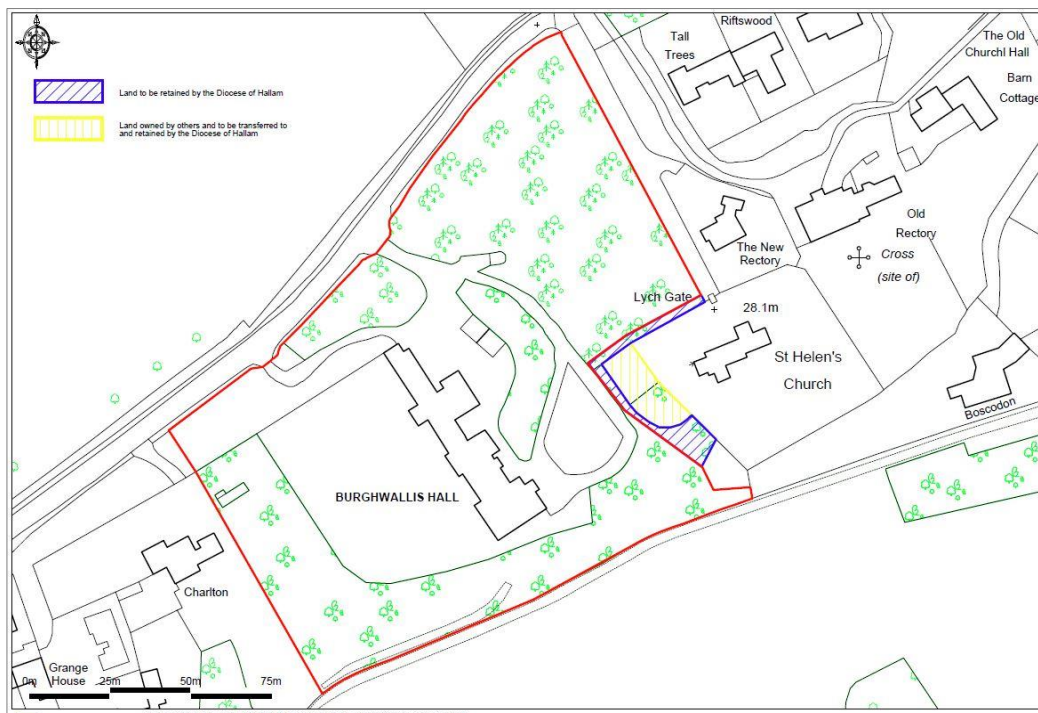 Land to be retained by the Diocese of Hallam
Land owned by others and to be transferred to
and retained by the Diocese of Hallam
Tall
Trees
Riftswood
The Old
Churchl Hall
Barn
Cottage
Old
Rectory
Cross
(site of)
The New
Rectory
Lych Gate
28.1m
St Helen's
Church
Boscodon
BURGHWALLIS HALL
Charlton
Grange
House
0m
25m
50m
75m